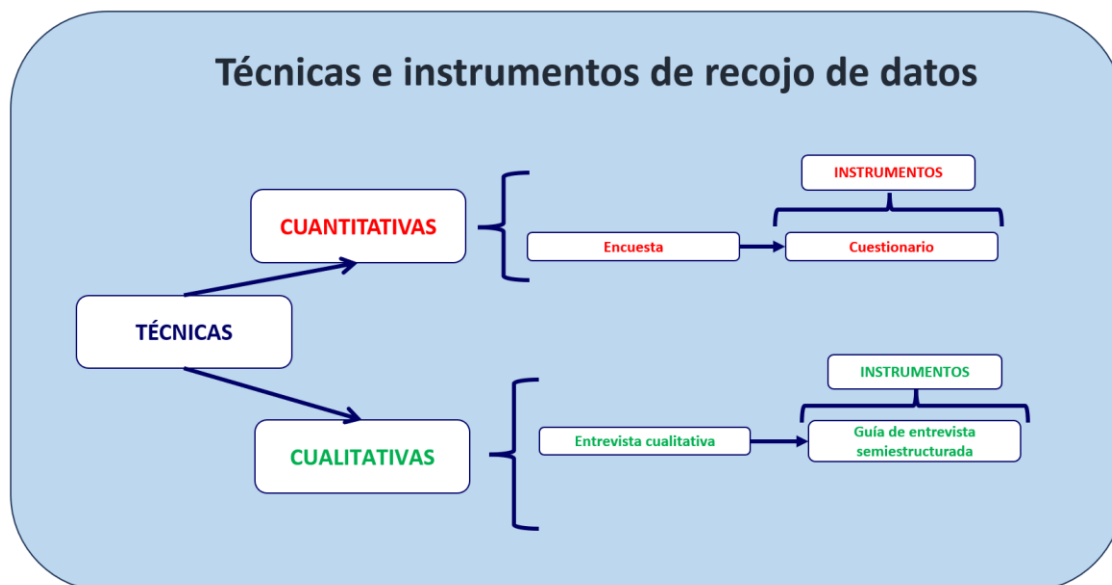 Técnicas e instrumentos de recojo de datos
INSTRUMENTOS
CUANTITATIVAS
Encuesta
Cuestionario
TÉCNICAS
INSTRUMENTOS
CUALITATIVAS
Entrevista cualitativa
Guía de entrevista
semiestructurada